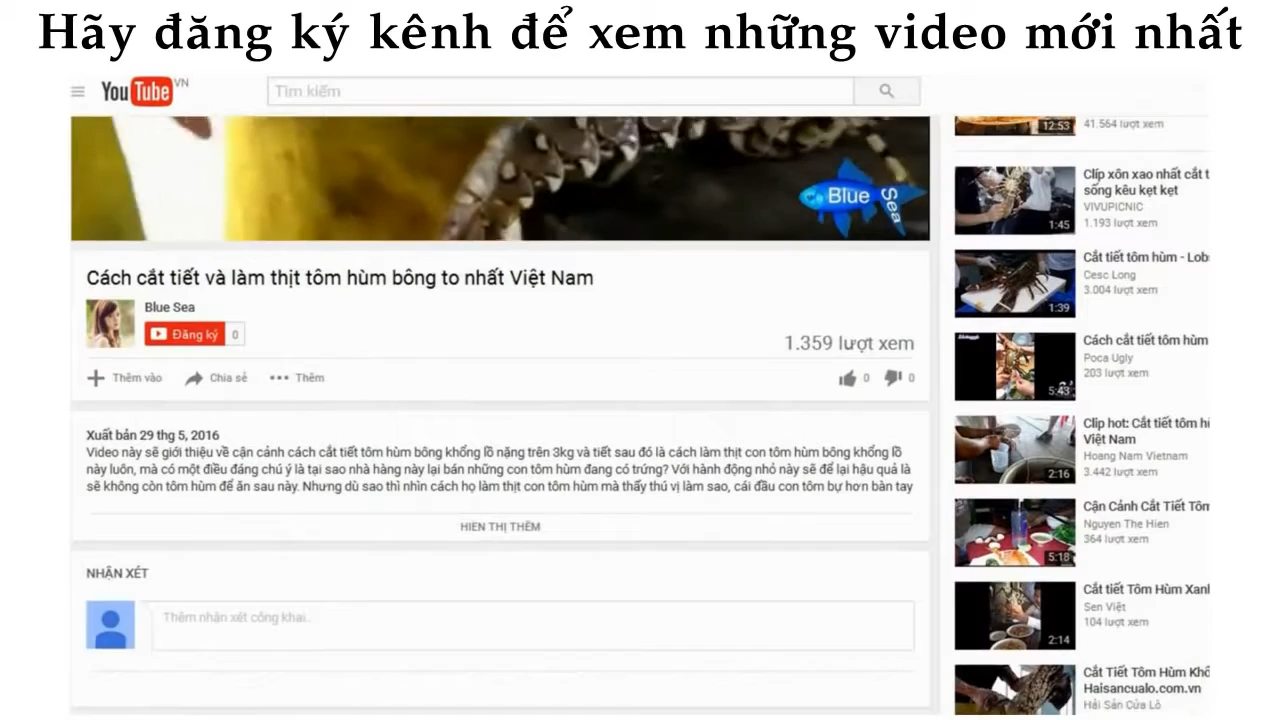 Hãy đăng ký kênh để xem những video mới nhất
YouTube VN
Tìm kiếm
Blue Sea
Cách cắt tiết và làm thịt tôm hùm bông to nhất Việt Nam
Blue Sea
Đăng ký 0
1.359 lượt xem
Thêm vào Chia sẻ Thêm 0 0
Xuất bản 29 thg 5, 2016
Video này sẽ giới thiệu về cận cảnh cách cắt tiết tôm hùm bông khổng lồ nặng trên 3kg và tiết sau đó là cách làm thịt con tôm hùm bông khổng lồ
này luôn, mà có một điều đáng chú ý là tại sao nhà hàng này lại bán những con tôm hùm đang có trứng? Với hành động nhỏ này sẽ để lại hậu quả là
sẽ không còn tôm hùm để ăn sau này. Nhưng dù sao thì nhìn cách họ làm thịt con tôm hùm mà thấy thú vị làm sao, cái đầu con tôm bự hơn bàn tay
HIEN THỊ THÊM
NHẬN XÉT
Thêm nhận xét công khai..
12:53
41.564 lượt xem
Clíp xôn xao nhất cắt t
sống kêu kẹt kẹt
VIVUPICNIC
1.193 lượt xem
1:45
Cắt tiết tôm hùm - Lob
Cesc Long
3.004 lượt xem
1:39
Cách cắt tiết tôm hùm
Poca Ugly
203 lượt xem
5:43
Clip hot: Cắt tiết tôm h
Việt Nam
Hoang Nam Vietnam
3.442 lượt xem
2:16
Cận Cảnh Cắt Tiết Tôm
Nguyen The Hien
364 lượt xem
5:18
Cắt tiết Tôm Hùm Xanh
Sen Việt
104 lượt xem
2:14
Cắt Tiết Tôm Hùm Khổ
Haisancualo.com.vn
Hải Sản Cửa Lò